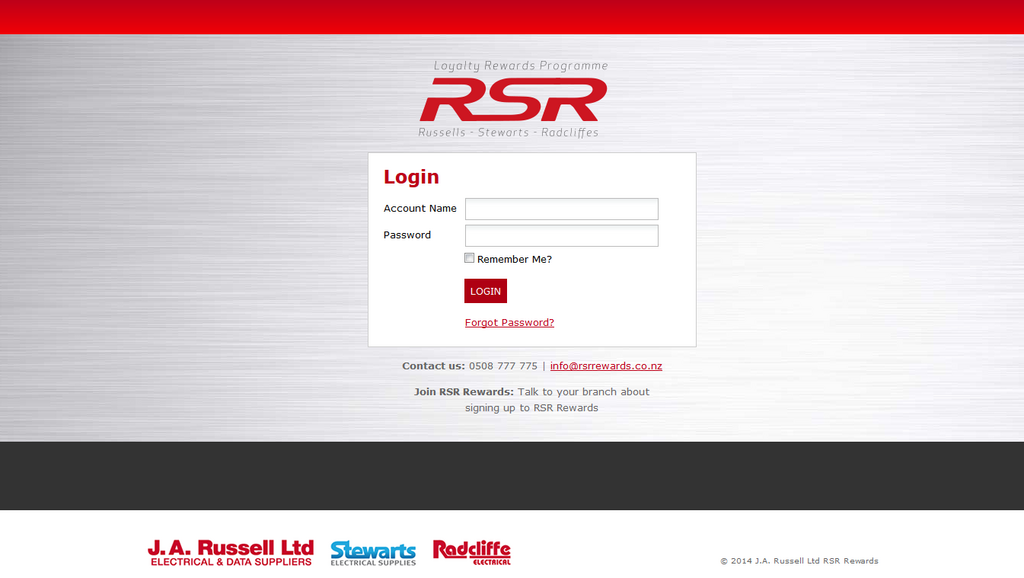 Loyalty Rewards Programme
RSR
Russells - Stewarts - Radcliffes
Login
Account Name
Password
Remember Me?
LOGIN
Forgot Password?
Contact us: 0508 777 775 | info@rsrrewards.co.nz
Join RSR Rewards: Talk to your branch about
signing up to RSR Rewards
J.A. Russell Ltd
ELECTRICAL & DATA SUPPLIERS
Stewarts
ELECTRICAL SUPPLIES
Radcliffe
ELECTRICAL
© 2014 J.A. Russell Ltd RSR Rewards